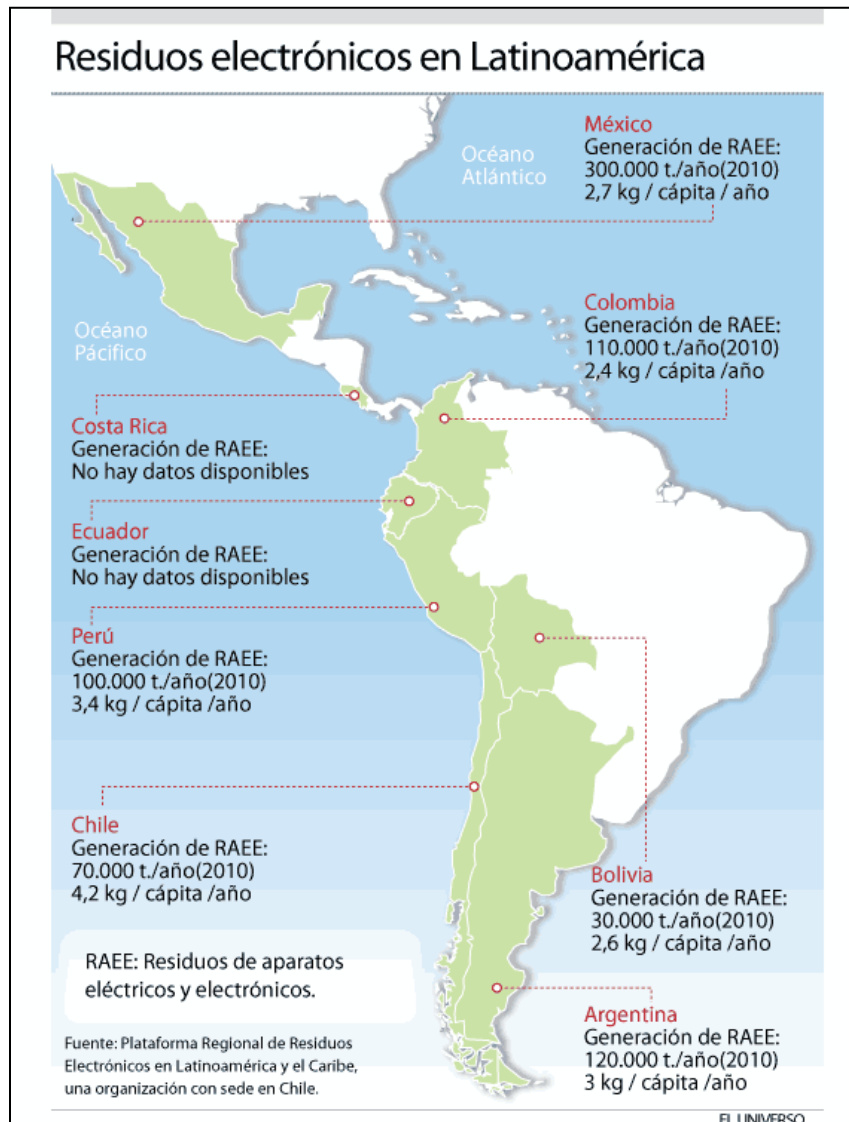 Residuos electrónicos en Latinoamérica
México
Generación de RAEE:
300.000 t./año(2010)
2,7 kg / cápita / año
Océano
Atlántico
Colombia
Generación de RAEE:
110.000 t./año(2010)
2,4 kg / cápita /año
Océano
Pácifico
Costa Rica
Generación de RAEE:
No hay datos disponibles
Ecuador
Generación de RAEE:
No hay datos disponibles
Perú
Generación de RAEE:
100.000 t./año(2010)
3,4 kg / cápita /año
Chile
Generación de RAEE:
70.000 t./año(2010)
4,2 kg / cápita /año
Bolivia
Generación de RAEE:
30.000 t./año(2010)
2,6 kg / cápita /año
Argentina
Generación de RAEE:
120.000 t./año(2010)
3 kg / cápita /año
RAEE: Residuos de aparatos
eléctricos y electrónicos.
Fuente: Plataforma Regional de Residuos
Electrónicos en Latinoamérica y el Caribe,
una organización con sede en Chile.
EL UNIVERSO